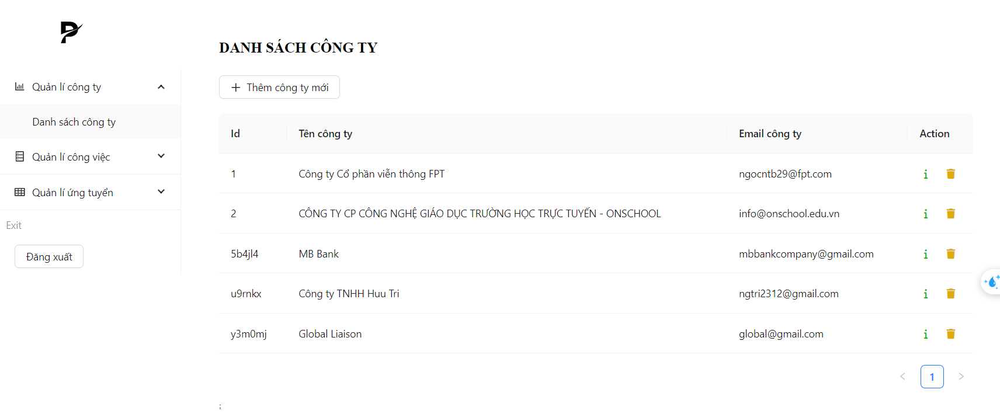 DANH SÁCH CÔNG TY
Quản lí công ty
Danh sách công ty
Quản lí công việc
Quản lí ứng tuyển
Exit
Đăng xuất
Thêm công ty mới
Id Tên công ty Email công ty Action
1 Công ty Cổ phần viễn thông FPT ngocntb29@fpt.com
2 CÔNG TY CP CÔNG NGHỆ GIÁO DỤC TRƯỜNG HỌC TRỰC TUYẾN - ONSCHOOL info@onschool.edu.vn
5b4jl4 MB Bank mbbankcompany@gmail.com
u9rnkx Công ty TNHH Huu Tri ngtri2312@gmail.com
y3m0mj Global Liaison global@gmail.com
< 1 >
;